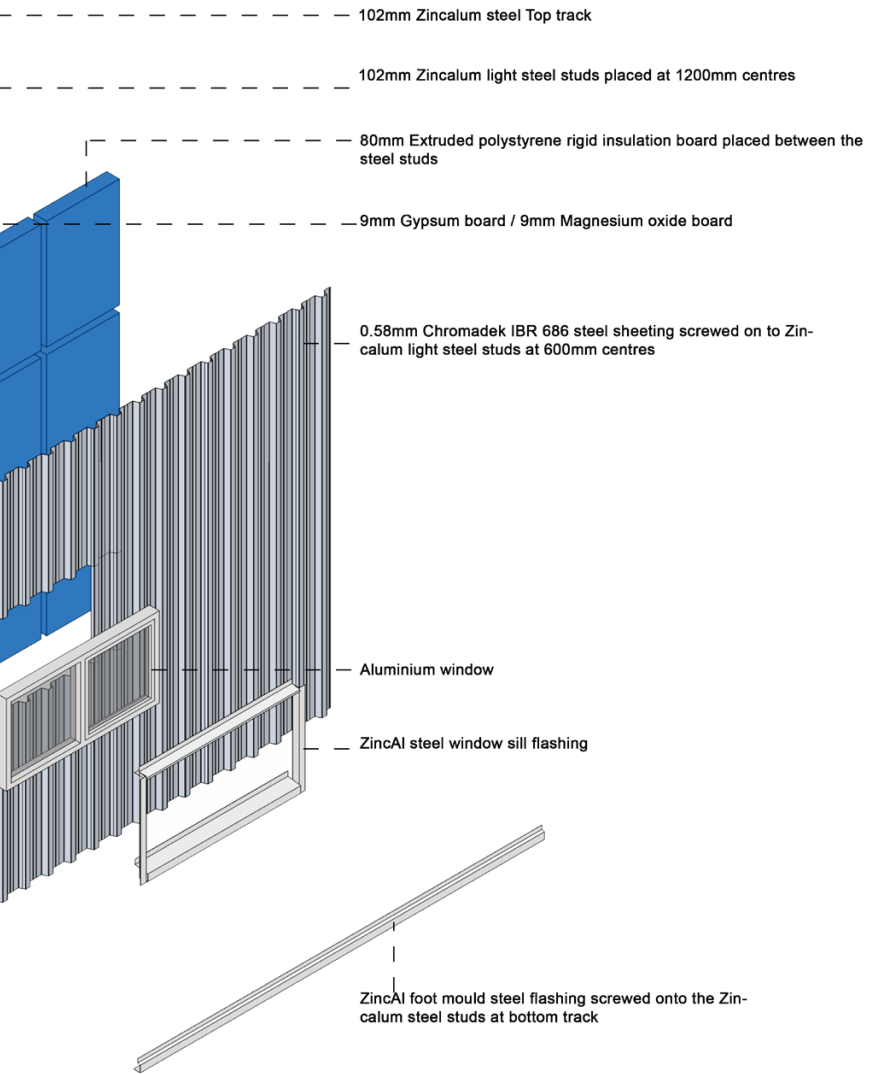 102mm Zincalum steel Top track
102mm Zincalum light steel studs placed at 1200mm centres
80mm Extruded polystyrene rigid insulation board placed between the
steel studs
9mm Gypsum board / 9mm Magnesium oxide board
0.58mm Chromadek IBR 686 steel sheeting screwed on to Zin-
calum light steel studs at 600mm centres
Aluminium window
ZincAl steel window sill flashing
ZincAl foot mould steel flashing screwed onto the Zin-
calum steel studs at bottom track